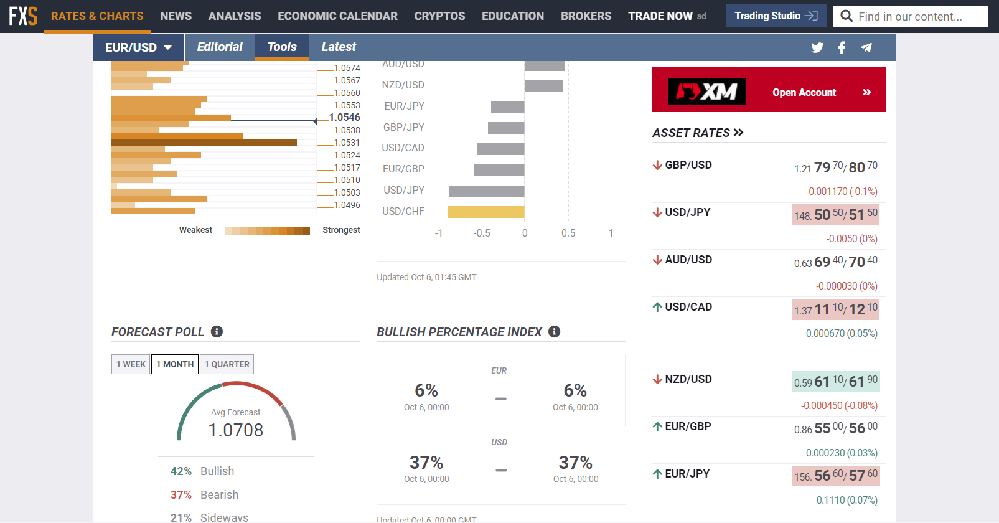 FXS RATES & CHARTS NEWS ANALYSIS ECONOMIC CALENDAR CRYPTOS EDUCATION BROKERS TRADE NOW ad Trading Studio Find in our content...
EUR/USD Editorial Tools Latest
1.0574
1.0567
1.0560
1.0553
1.0546
1.0538
1.0531
1.0524
1.0517
1.0510
1.0503
1.0496
Weakest Strongest
AUD/USD
NZD/USD
EUR/JPY
GBP/JPY
USD/CAD
EUR/GBP
USD/JPY
USD/CHF
-1 -0.5 0 0.5 1
Updated Oct 6, 01:45 GMT
FORECAST POLL
1 WEEK 1 MONTH 1 QUARTER
Avg Forecast
1.0708
42% Bullish
37% Bearish
21% Sideways
BULLISH PERCENTAGE INDEX
EUR
6% 6%
Oct 6, 00:00 Oct 6, 00:00
USD
37% 37%
Oct 6, 00:00 Oct 6, 00:00
Updated Oct 6, 00:00 GMT
XM Open Account
ASSET RATES
GBP/USD 1.21 79 70/ 80 70
-0.001170 (-0.1%)
USD/JPY 148. 50 50/ 51 50
-0.0050 (0%)
AUD/USD 0.63 69 40/ 70 40
-0.000030 (0%)
USD/CAD 1.37 11 10/ 12 10
0.000670 (0.05%)
NZD/USD 0.59 61 10/ 61 90
-0.000450 (-0.08%)
EUR/GBP 0.86 55 00/ 56 00
0.000230 (0.03%)
EUR/JPY 156. 56 60/ 57 60
0.1110 (0.07%)